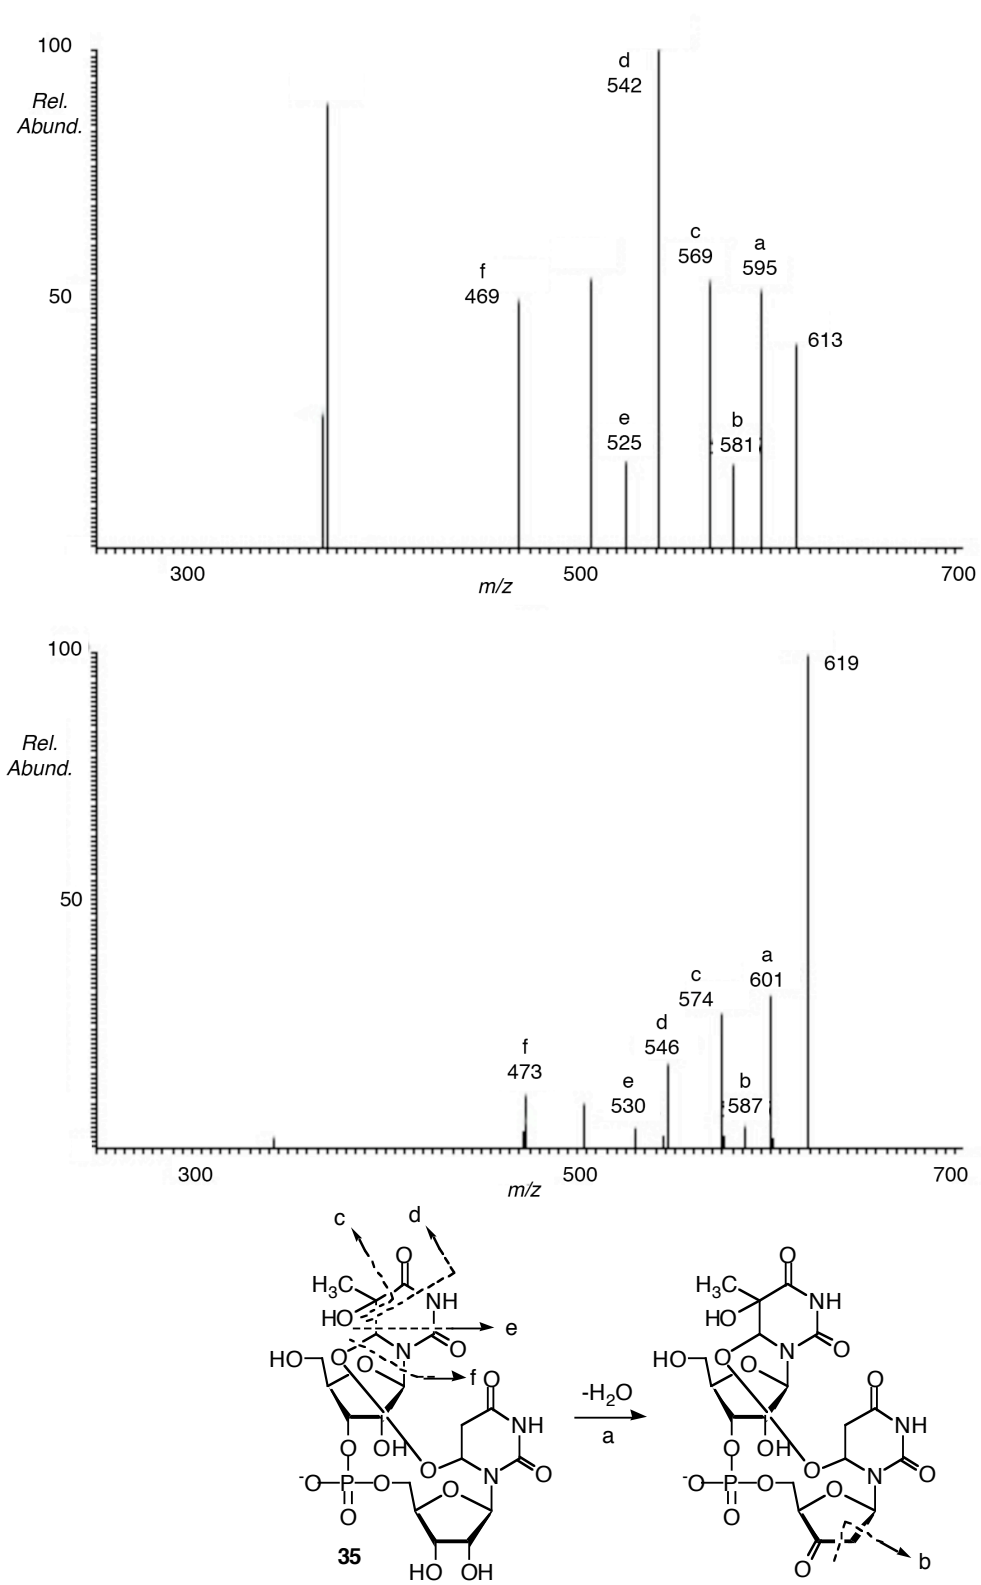 100
Rel.
Abund.
50
d
542
c
569
a
595
f
469
613
e
525
b
581
300
500
700
m/z
100
619
Rel.
Abund.
50
a
601
c
574
d
546
f
473
e
530
b
587
300
500
700
m/z
c
d
O
H₃C
NH
HO
e
N
O
HO
O
O
f
O
NH
O
OH
O
N
O
⁻O
P
O
O
O
35
HO
OH
-H₂O
a
O
H₃C
NH
HO
N
O
HO
O
O
O
NH
O
OH
O
N
O
⁻O
P
O
O
O
O
b